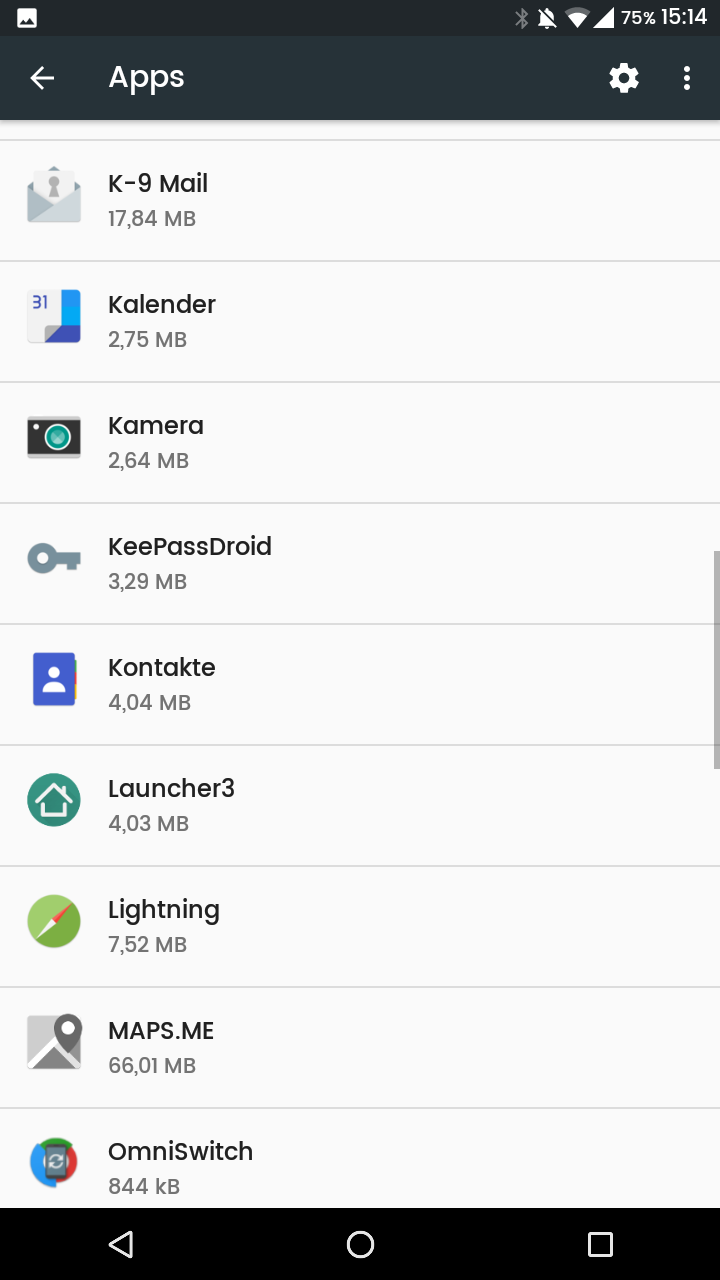 75% 15:14
Apps
K-9 Mail
17,84 MB
31
Kalender
2,75 MB
Kamera
2,64 MB
KeePassDroid
3,29 MB
Kontakte
4,04 MB
Launcher3
4,03 MB
Lightning
7,52 MB
MAPS.ME
66,01 MB
OmniSwitch
844 kB